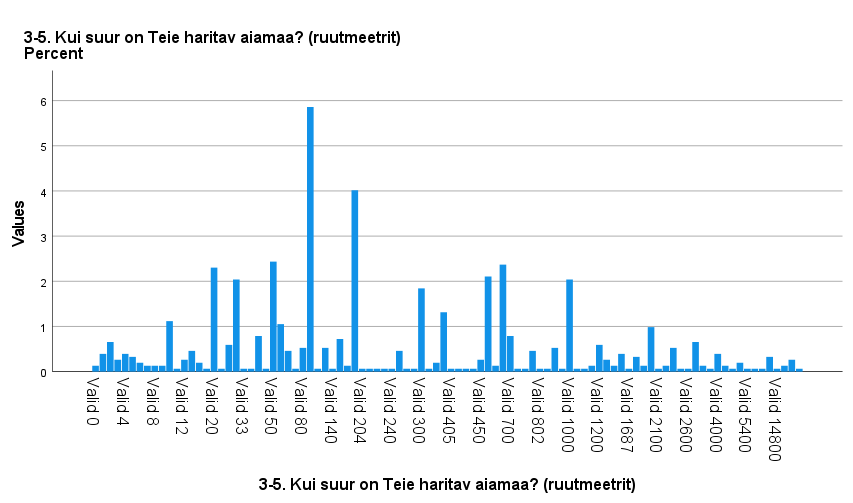 3-5. Kui suur on Teie haritav aiamaa? (ruutmeetrit)
Percent
6
5
4
3
2
1
0
Values
Valid 0
Valid 4
Valid 8
Valid 12
Valid 20
Valid 33
Valid 50
Valid 80
Valid 140
Valid 204
Valid 240
Valid 300
Valid 405
Valid 450
Valid 700
Valid 802
Valid 1000
Valid 1200
Valid 1687
Valid 2100
Valid 2600
Valid 4000
Valid 5400
Valid 14800
3-5. Kui suur on Teie haritav aiamaa? (ruutmeetrit)